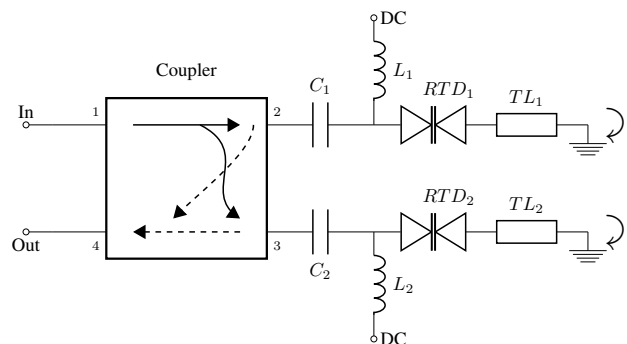 DC
Coupler
C₁
L₁
RTD₁
TL₁
In
1
2
RTD₂
TL₂
Out
4
3
C₂
L₂
DC